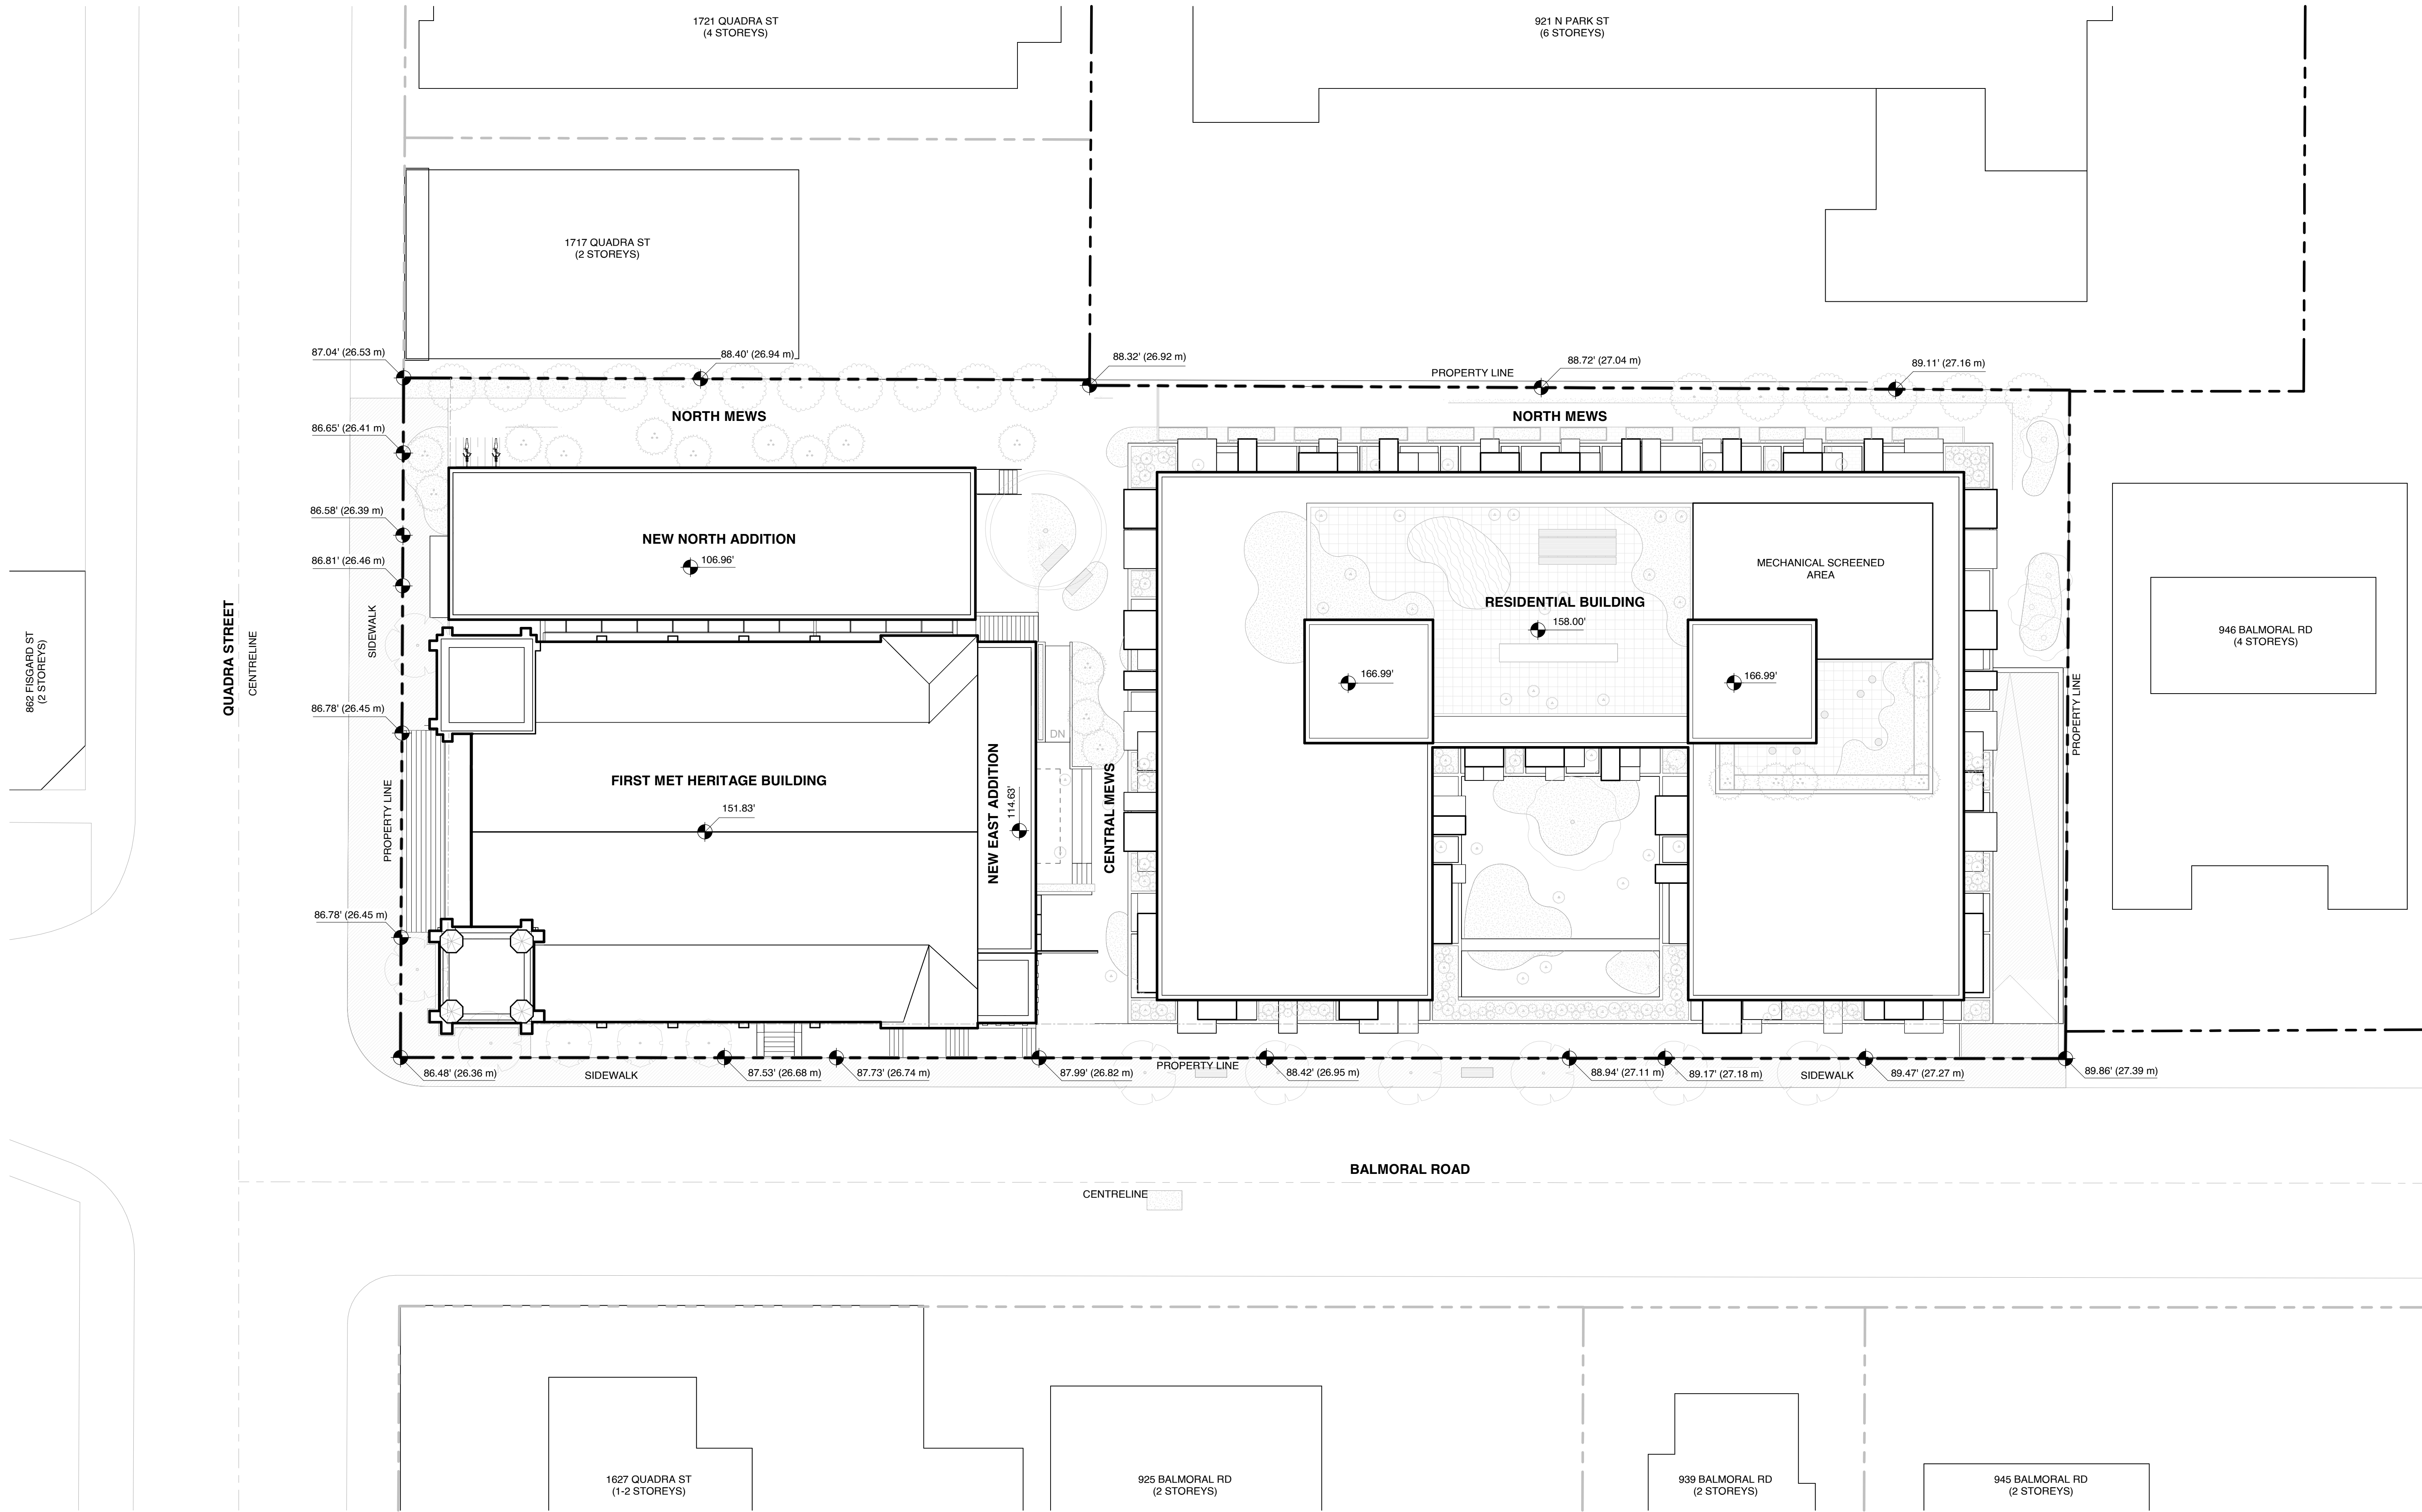 1721 QUADRA ST
(4 STOREYS)
921 N PARK ST
(6 STOREYS)
1717 QUADRA ST
(2 STOREYS)
87.04' (26.53 m)
88.40' (26.94 m)
88.32' (26.92 m)
88.72' (27.04 m)
89.11' (27.16 m)
PROPERTY LINE
NORTH MEWS
NORTH MEWS
86.65' (26.41 m)
86.58' (26.39 m)
86.81' (26.46 m)
NEW NORTH ADDITION
106.96'
MECHANICAL SCREENED
AREA
RESIDENTIAL BUILDING
158.00'
166.99'
166.99'
862 FISGARD ST
(2 STOREYS)
QUADRA STREET
CENTRELINE
SIDEWALK
946 BALMORAL RD
(4 STOREYS)
PROPERTY LINE
86.78' (26.45 m)
DN
FIRST MET HERITAGE BUILDING
151.83'
NEW EAST ADDITION
114.63'
CENTRAL MEWS
PROPERTY LINE
86.78' (26.45 m)
86.48' (26.36 m)
SIDEWALK
87.53' (26.68 m)
87.73' (26.74 m)
87.99' (26.82 m)
PROPERTY LINE
88.42' (26.95 m)
88.94' (27.11 m)
89.17' (27.18 m)
SIDEWALK
89.47' (27.27 m)
89.86' (27.39 m)
BALMORAL ROAD
CENTRELINE
1627 QUADRA ST
(1-2 STOREYS)
925 BALMORAL RD
(2 STOREYS)
939 BALMORAL RD
(2 STOREYS)
945 BALMORAL RD
(2 STOREYS)